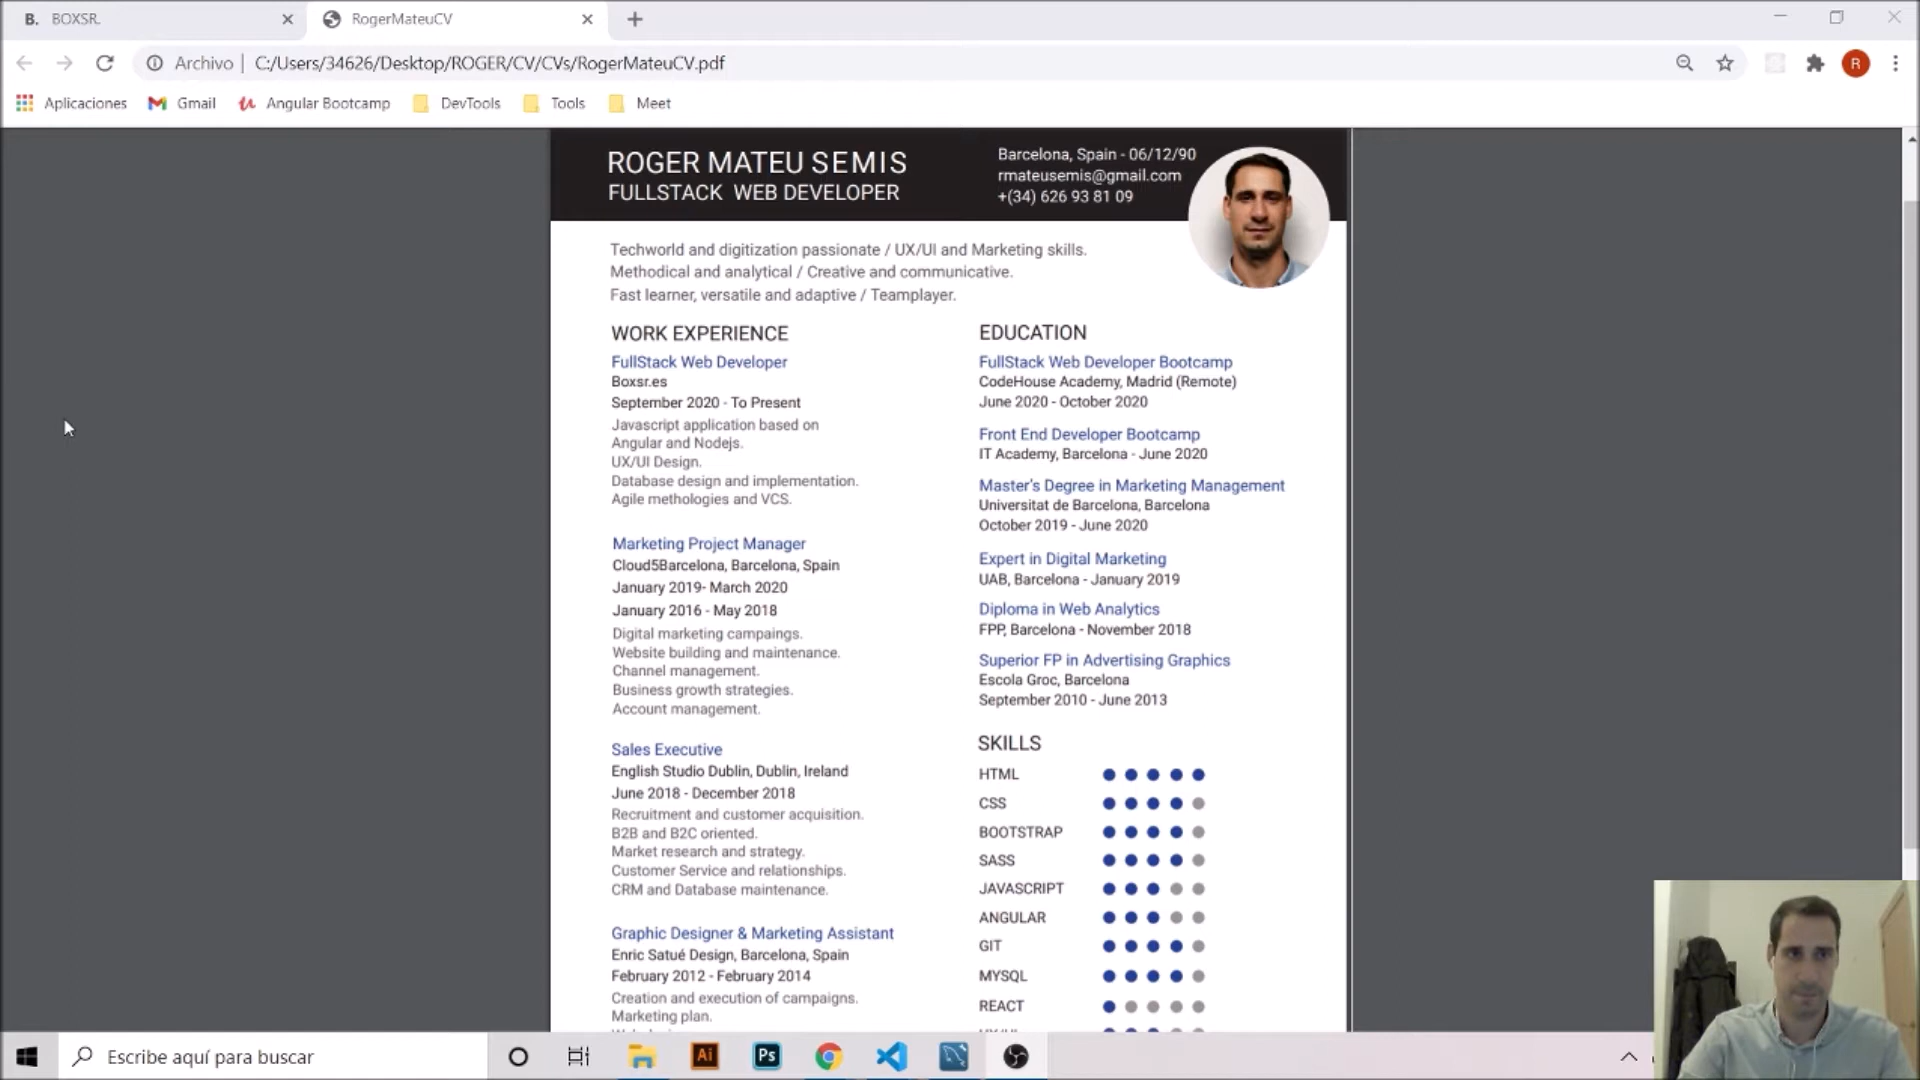 B. BOXSR.
RogerMateuCV
Archivo | C:/Users/34626/Desktop/ROGER/CV/CVs/RogerMateuCV.pdf
R
Aplicaciones Gmail Angular Bootcamp DevTools Tools Meet
ROGER MATEU SEMIS
FULLSTACK WEB DEVELOPER
Barcelona, Spain - 06/12/90
rmateusemis@gmail.com
+(34) 626 93 81 09
Techworld and digitization passionate / UX/UI and Marketing skills.
Methodical and analytical / Creative and communicative.
Fast learner, versatile and adaptive / Teamplayer.
WORK EXPERIENCE
FullStack Web Developer
Boxsr.es
September 2020 - To Present
Javascript application based on
Angular and Nodejs.
UX/UI Design.
Database design and implementation.
Agile methologies and VCS.
Marketing Project Manager
Cloud5Barcelona, Barcelona, Spain
January 2019- March 2020
January 2016 - May 2018
Digital marketing campaings.
Website building and maintenance.
Channel management.
Business growth strategies.
Account management.
Sales Executive
English Studio Dublin, Dublin, Ireland
June 2018 - December 2018
Recruitment and customer acquisition.
B2B and B2C oriented.
Market research and strategy.
Customer Service and relationships.
CRM and Database maintenance.
Graphic Designer & Marketing Assistant
Enric Satué Design, Barcelona, Spain
February 2012 - February 2014
Creation and execution of campaigns.
Marketing plan.
EDUCATION
FullStack Web Developer Bootcamp
CodeHouse Academy, Madrid (Remote)
June 2020 - October 2020
Front End Developer Bootcamp
IT Academy, Barcelona - June 2020
Master's Degree in Marketing Management
Universitat de Barcelona, Barcelona
October 2019 - June 2020
Expert in Digital Marketing
UAB, Barcelona - January 2019
Diploma in Web Analytics
FPP, Barcelona - November 2018
Superior FP in Advertising Graphics
Escola Groc, Barcelona
September 2010 - June 2013
SKILLS
HTML
CSS
BOOTSTRAP
SASS
JAVASCRIPT
ANGULAR
GIT
MYSQL
REACT
Escribe aquí para buscar
Ai
Ps